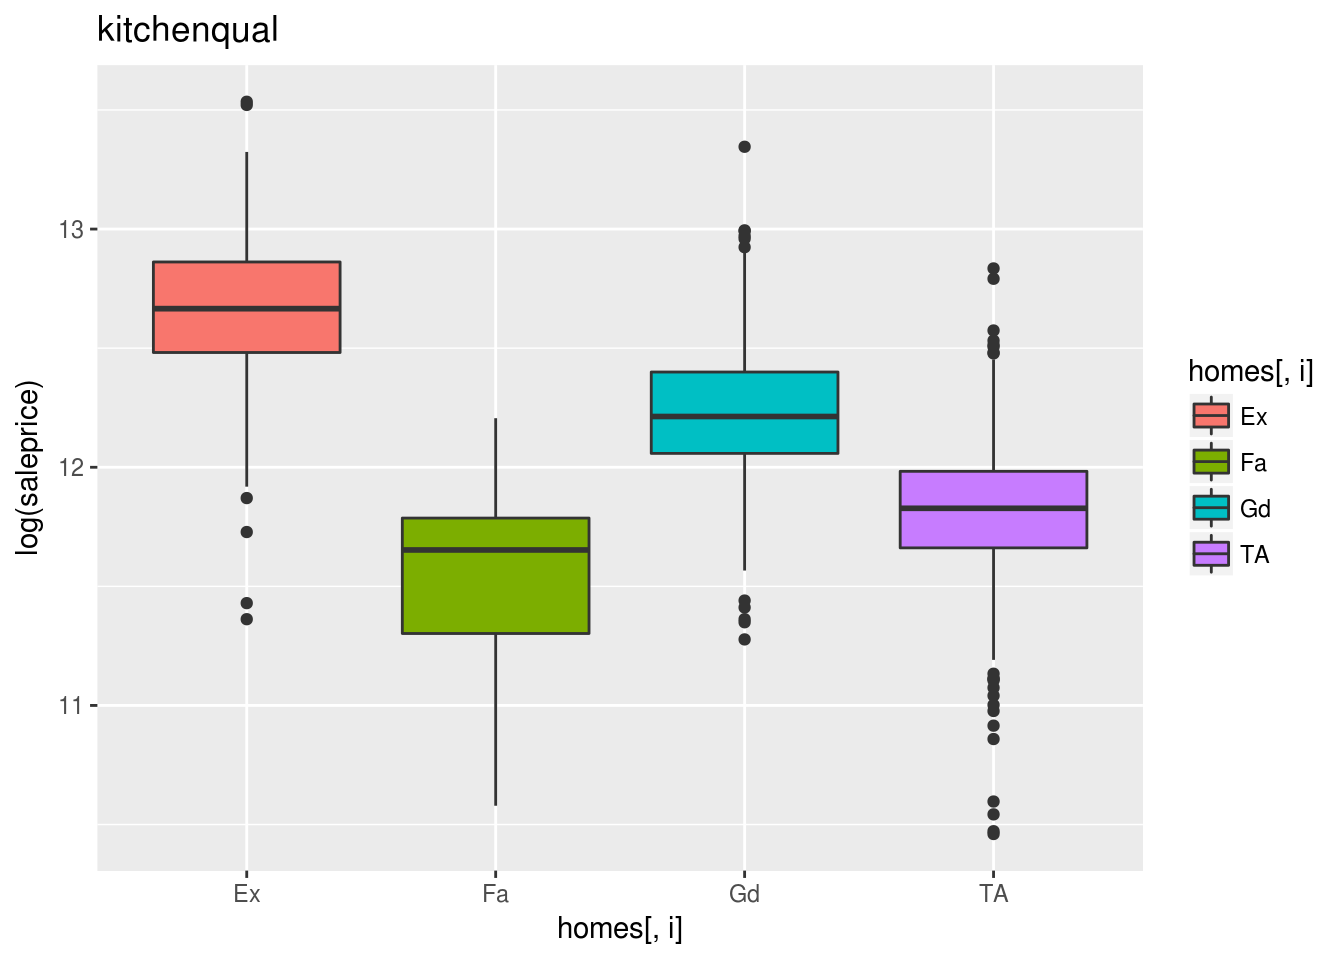 kitchenqual
log(saleprice)
13
12
11
Ex
Fa
Gd
TA
homes[, i]
homes[, i]
Ex
Fa
Gd
TA